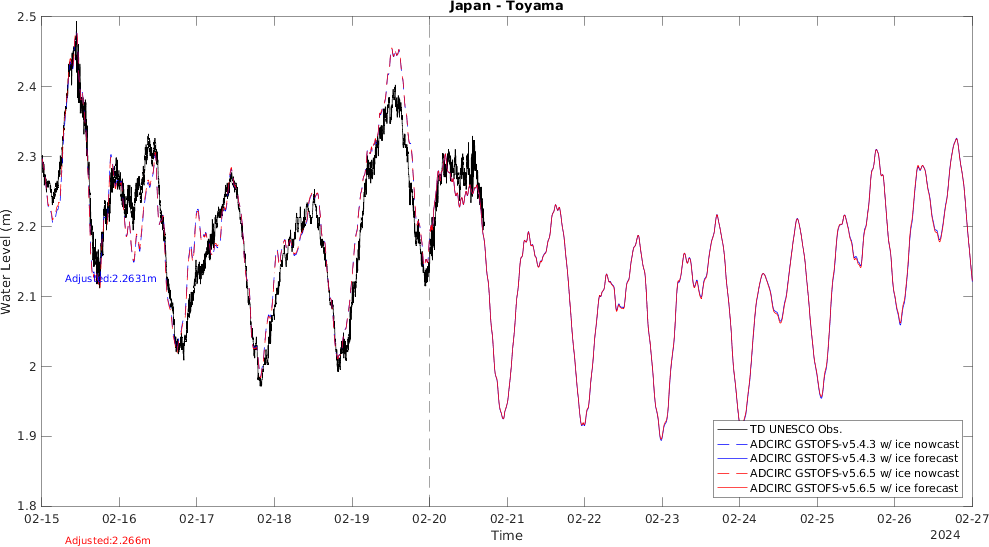 Japan - Toyama
2.5
2.4
2.3
2.2
2.1
2
1.9
1.8
Water Level (m)
Adjusted:2.2631m
TD UNESCO Obs.
ADCIRC GSTOFS-v5.4.3 w/ ice nowcast
ADCIRC GSTOFS-v5.4.3 w/ ice forecast
ADCIRC GSTOFS-v5.6.5 w/ ice nowcast
ADCIRC GSTOFS-v5.6.5 w/ ice forecast
02-15 02-16 02-17 02-18 02-19 02-20 02-21 02-22 02-23 02-24 02-25 02-26 02-27
Time
2024
Adjusted:2.266m